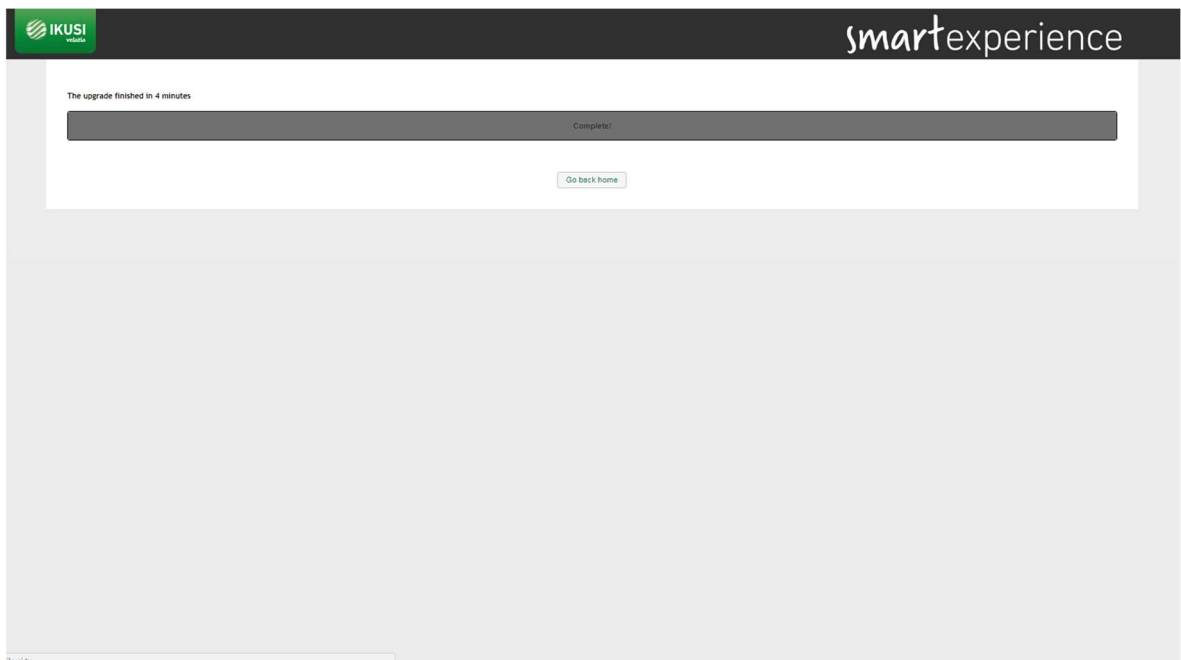 IKUSI
velatia
smartexperience
The upgrade finished in 4 minutes
Complete!
Go back home